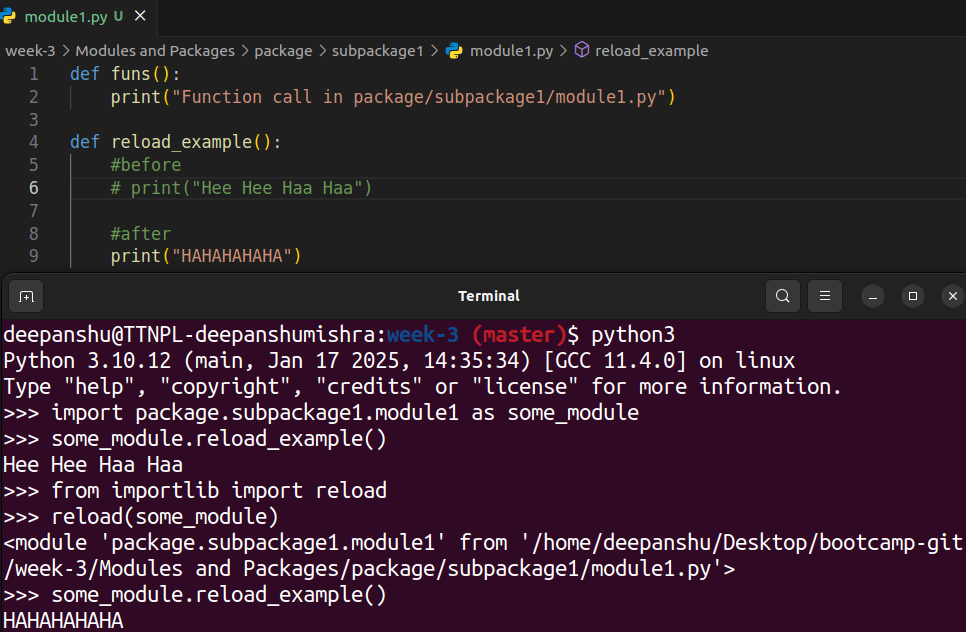 module1.py U
week-3 > Modules and Packages > package > subpackage1 > module1.py > reload_example
1 def funs():
2     print("Function call in package/subpackage1/module1.py")
3
4 def reload_example():
5     #before
6     # print("Hee Hee Haa Haa")
7
8     #after
9     print("HAHAHAHAHA")
Terminal
deepanshu@TTNPL-deepanshumishra:week-3 (master)$ python3
Python 3.10.12 (main, Jan 17 2025, 14:35:34) [GCC 11.4.0] on linux
Type "help", "copyright", "credits" or "license" for more information.
>>> import package.subpackage1.module1 as some_module
>>> some_module.reload_example()
Hee Hee Haa Haa
>>> from importlib import reload
>>> reload(some_module)
<module 'package.subpackage1.module1' from '/home/deepanshu/Desktop/bootcamp-git
/week-3/Modules and Packages/package/subpackage1/module1.py'>
>>> some_module.reload_example()
HAHAHAHAHA